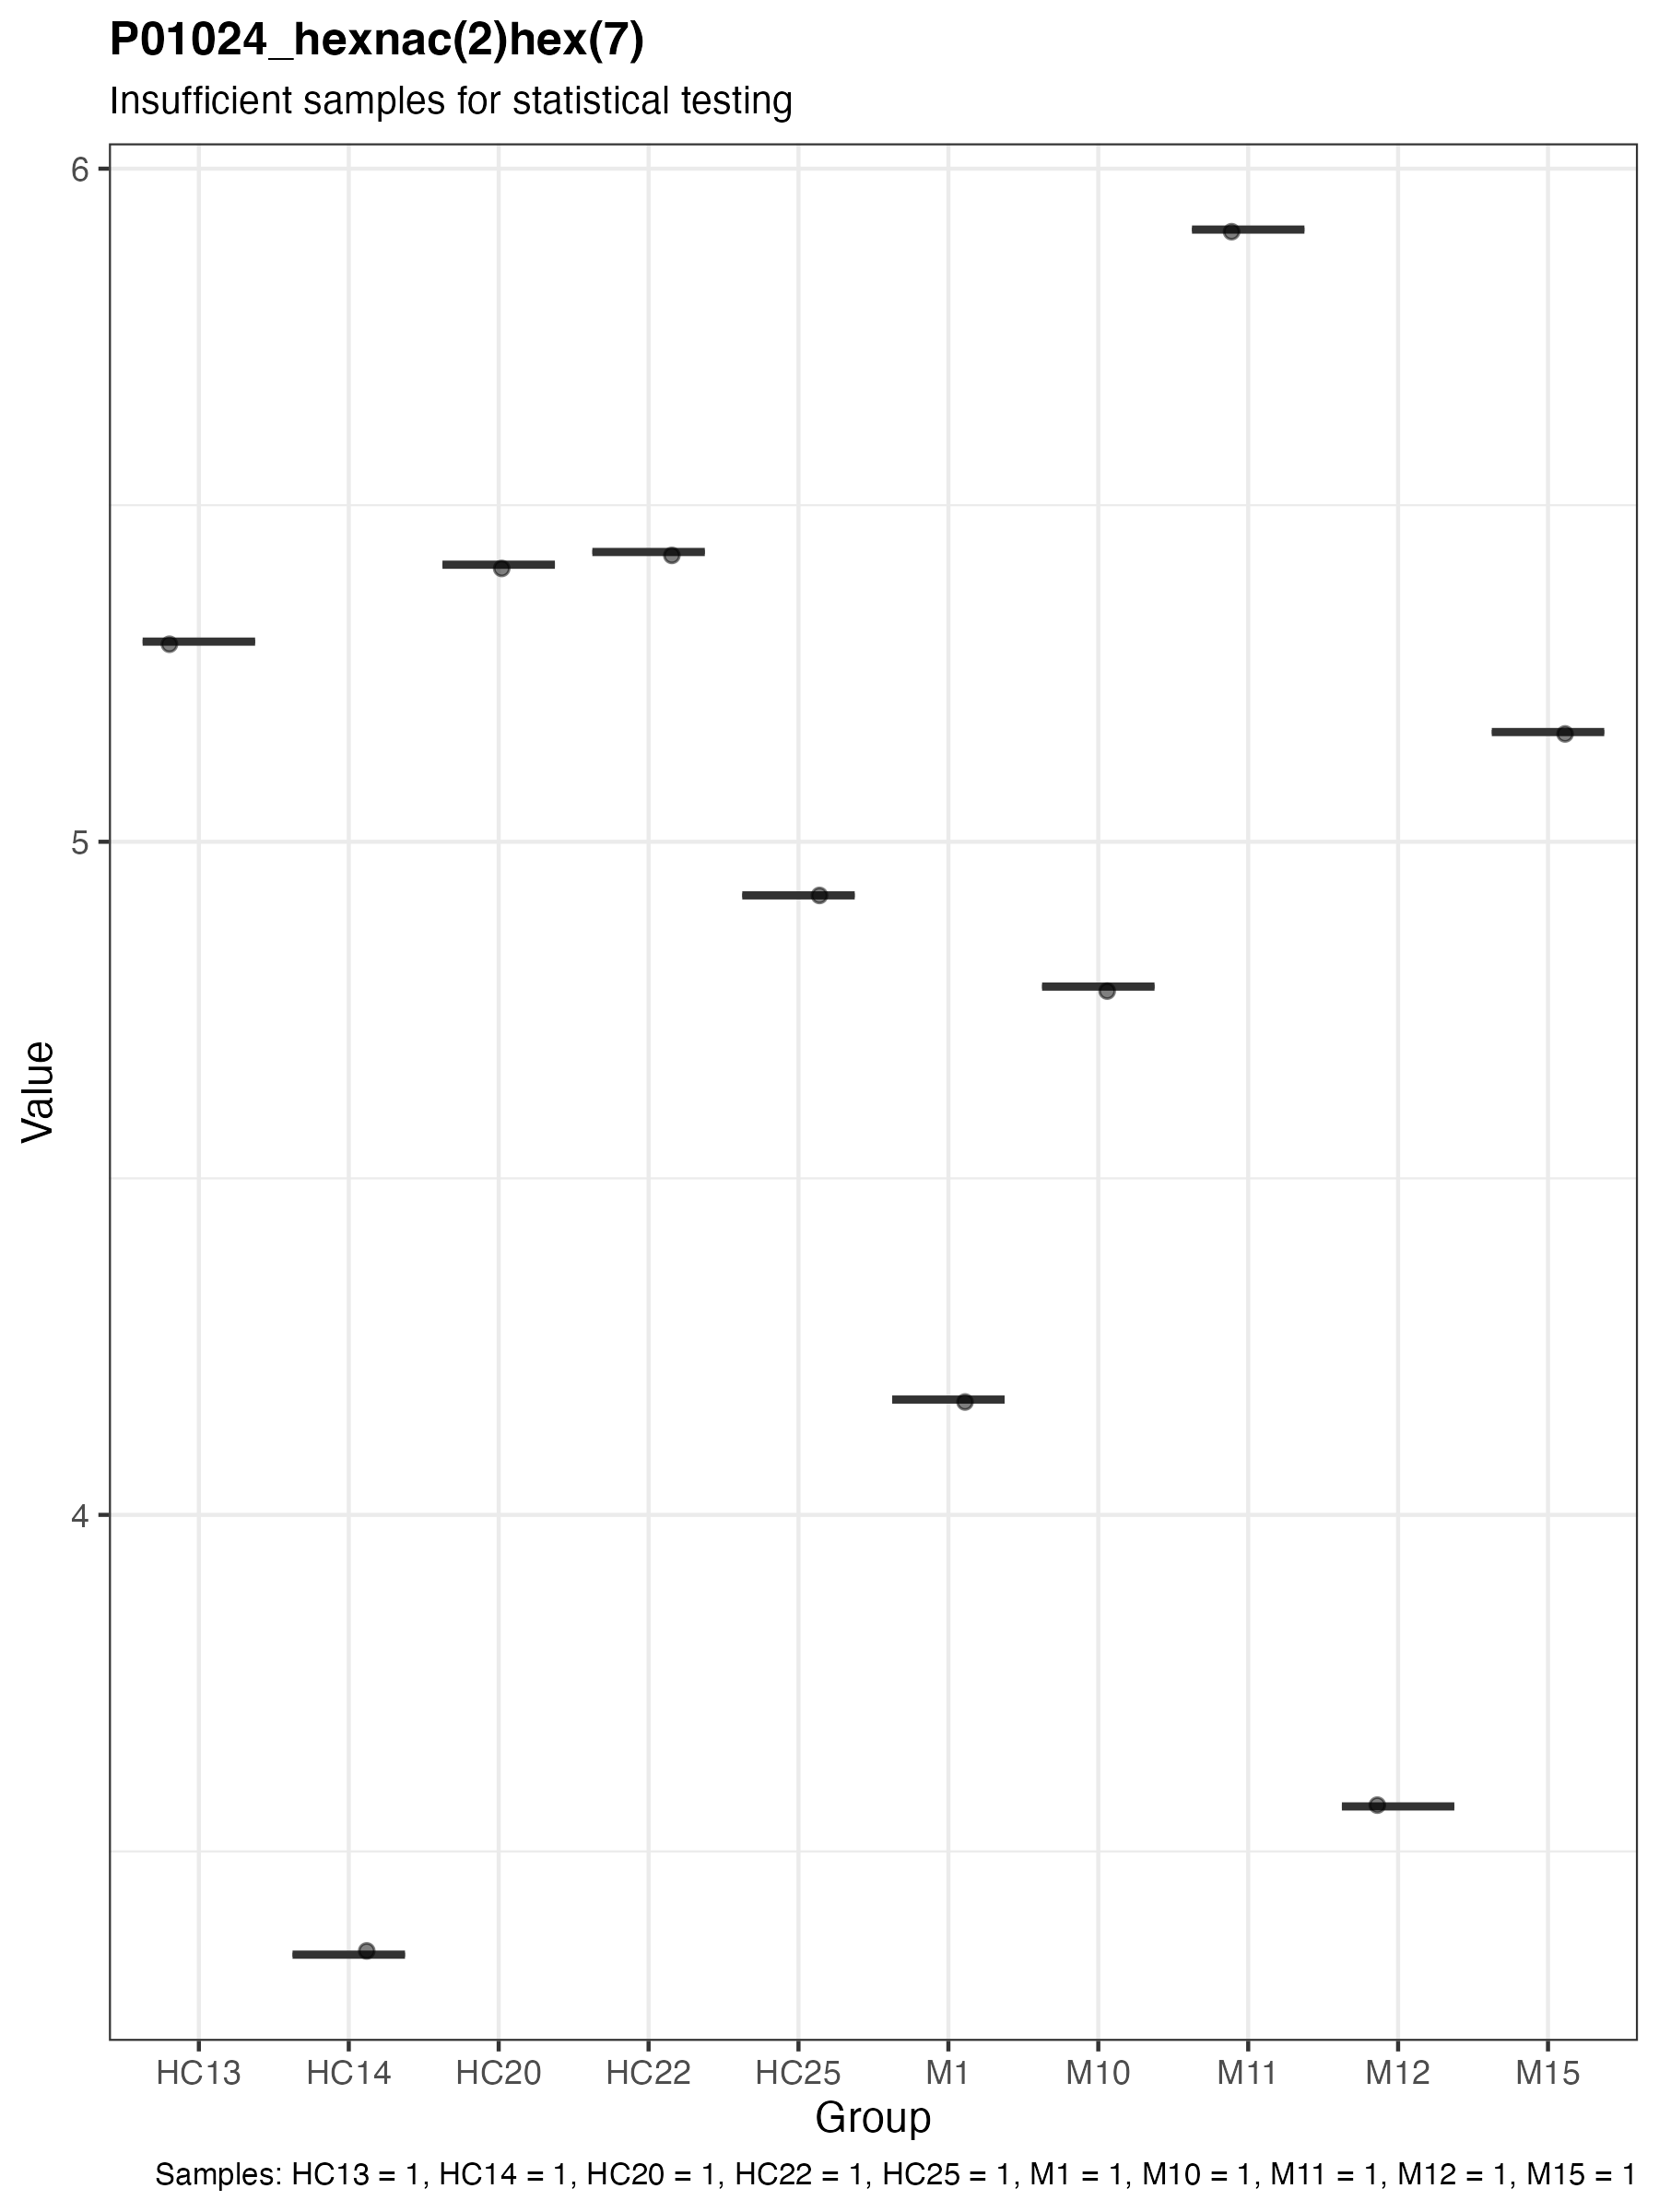 P01024_hexnac(2)hex(7)
Insufficient samples for statistical testing
6
5
4
Value
HC13 HC14 HC20 HC22 HC25 M1 M10 M11 M12 M15
Group
Samples: HC13 = 1, HC14 = 1, HC20 = 1, HC22 = 1, HC25 = 1, M1 = 1, M10 = 1, M11 = 1, M12 = 1, M15 = 1